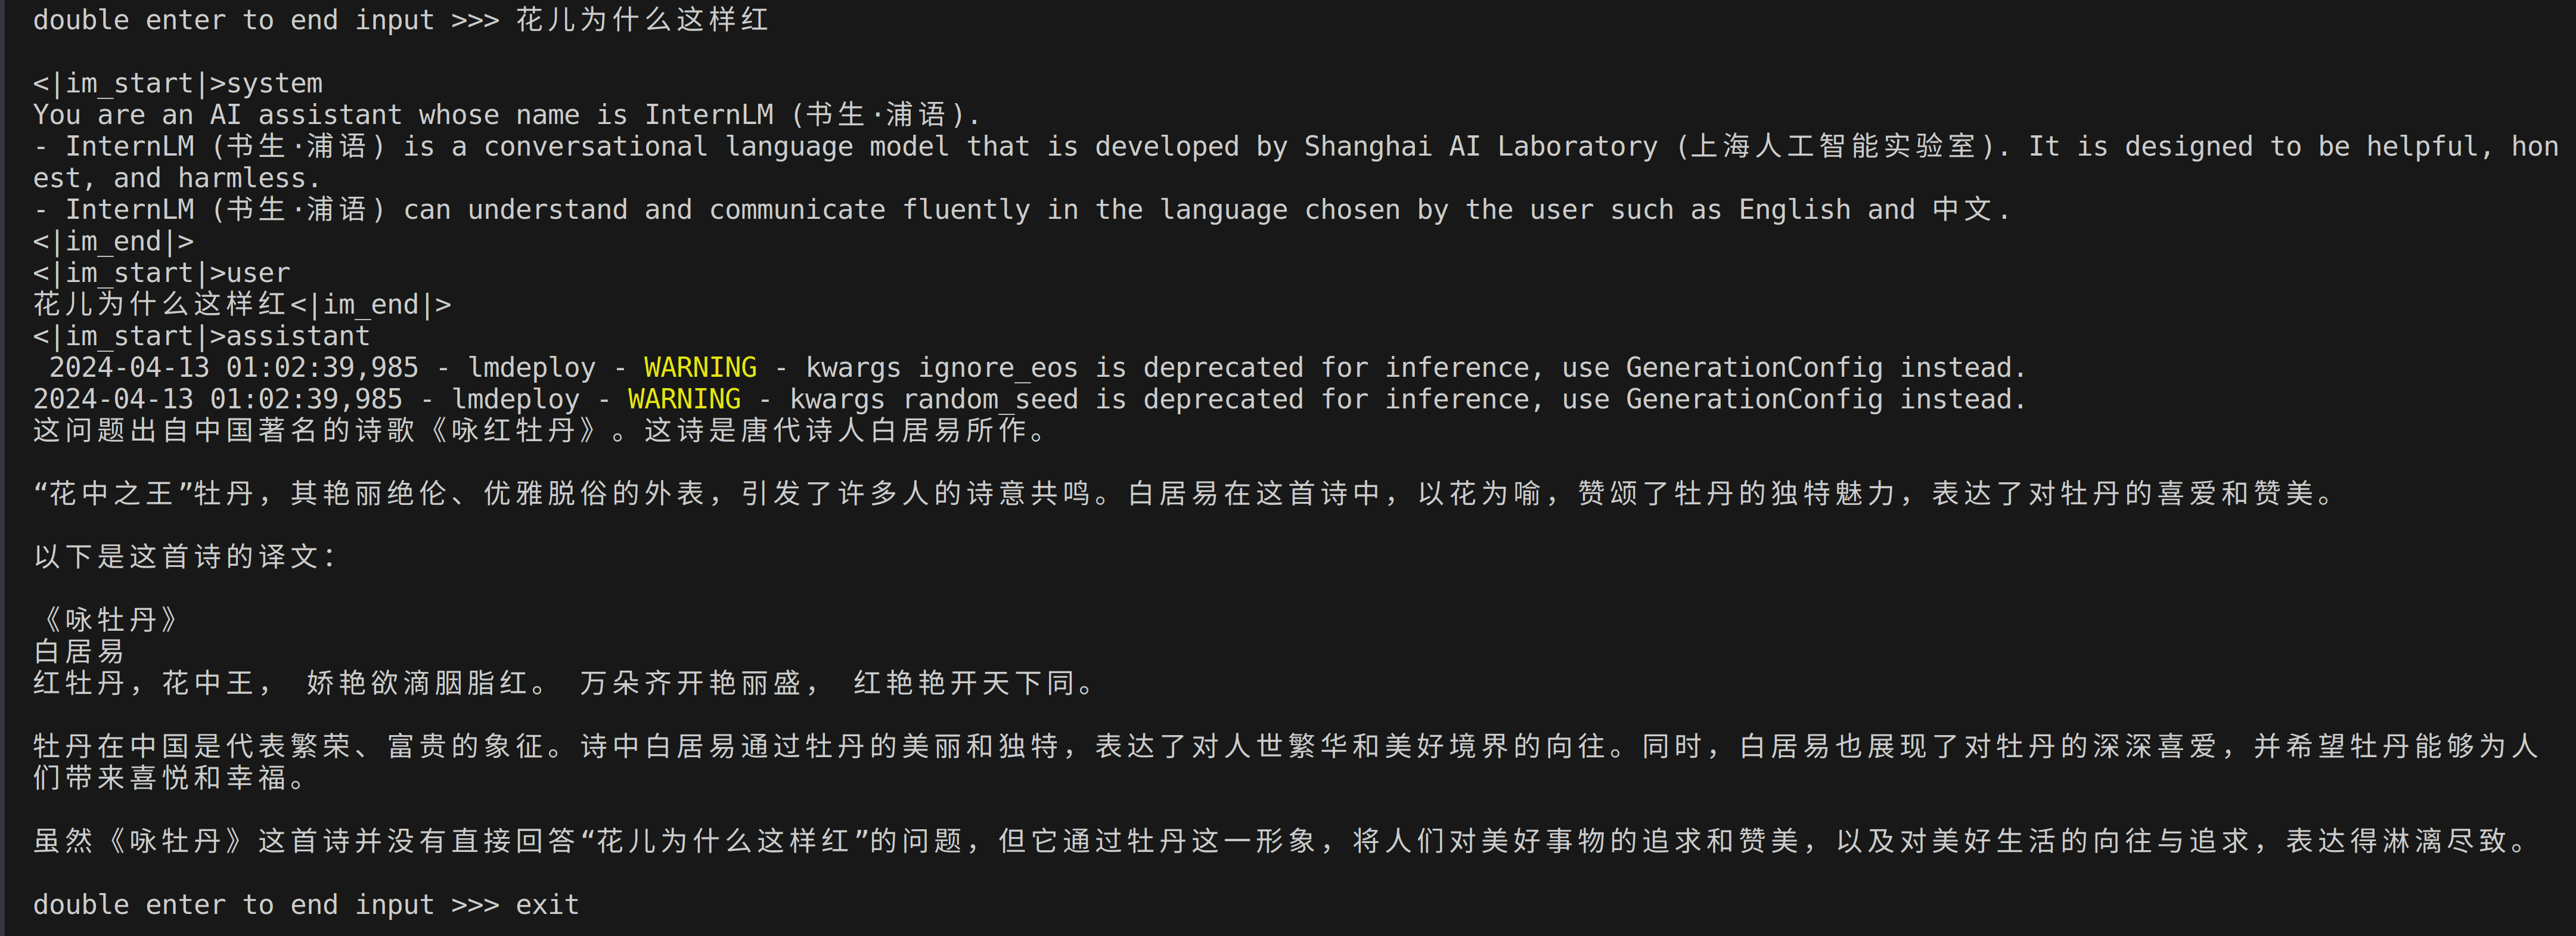 double enter to end input >>> 花儿为什么这样红
<|im_start|>system
You are an AI assistant whose name is InternLM (书生·浦语).
- InternLM (书生·浦语) is a conversational language model that is developed by Shanghai AI Laboratory (上海人工智能实验室). It is designed to be helpful, hon
est, and harmless.
- InternLM (书生·浦语) can understand and communicate fluently in the language chosen by the user such as English and 中文.
<|im_end|>
<|im_start|>user
花儿为什么这样红<|im_end|>
<|im_start|>assistant
2024-04-13 01:02:39,985 - lmdeploy - WARNING - kwargs ignore_eos is deprecated for inference, use GenerationConfig instead.
2024-04-13 01:02:39,985 - lmdeploy - WARNING - kwargs random_seed is deprecated for inference, use GenerationConfig instead.
这问题出自中国著名的诗歌《咏红牡丹》。这诗是唐代诗人白居易所作。
“花中之王”牡丹，其艳丽绝伦、优雅脱俗的外表，引发了许多人的诗意共鸣。白居易在这首诗中，以花为喻，赞颂了牡丹的独特魅力，表达了对牡丹的喜爱和赞美。
以下是这首诗的译文：
《咏牡丹》
白居易
红牡丹，花中王， 娇艳欲滴胭脂红。 万朵齐开艳丽盛， 红艳艳开天下同。
牡丹在中国是代表繁荣、富贵的象征。诗中白居易通过牡丹的美丽和独特，表达了对人世繁华和美好境界的向往。同时，白居易也展现了对牡丹的深深喜爱，并希望牡丹能够为人
们带来喜悦和幸福。
虽然《咏牡丹》这首诗并没有直接回答“花儿为什么这样红”的问题，但它通过牡丹这一形象，将人们对美好事物的追求和赞美，以及对美好生活的向往与追求，表达得淋漓尽致。
double enter to end input >>> exit